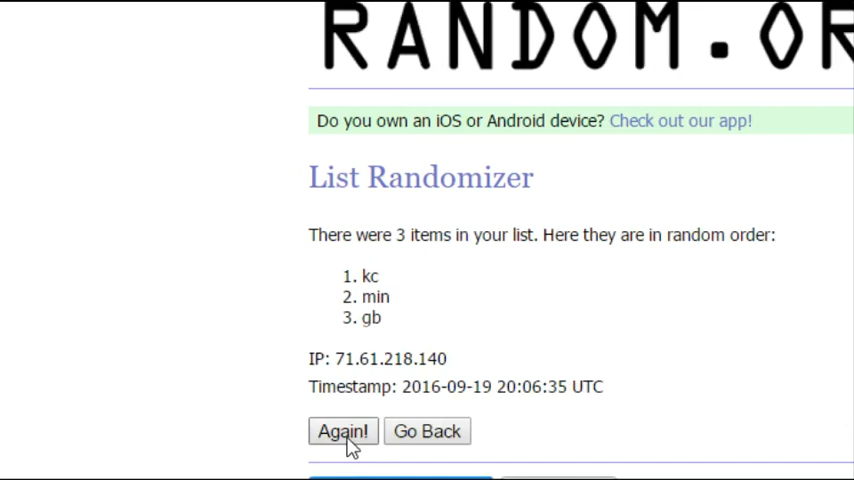 RANDOM.OR
Do you own an iOS or Android device? Check out our app!
List Randomizer
There were 3 items in your list. Here they are in random order:
1. kc
2. min
3. gb
IP: 71.61.218.140
Timestamp: 2016-09-19 20:06:35 UTC
Again! Go Back